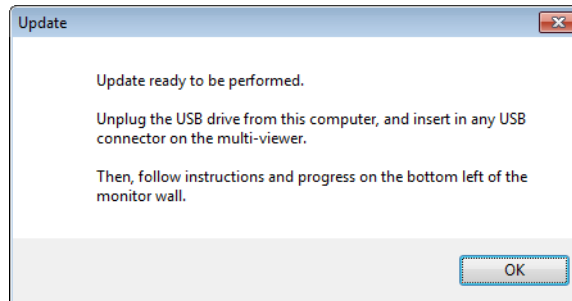 Update
Update ready to be performed.
Unplug the USB drive from this computer, and insert in any USB
connector on the multi-viewer.
Then, follow instructions and progress on the bottom left of the
monitor wall.
OK